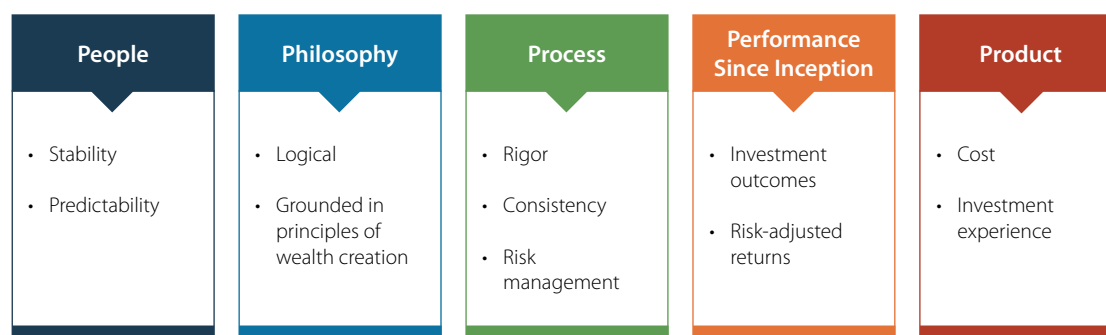 People
• Stability
• Predictability
Philosophy
• Logical
• Grounded in
principles of
wealth creation
Process
• Rigor
• Consistency
• Risk
management
Performance
Since Inception
• Investment
outcomes
• Risk-adjusted
returns
Product
• Cost
• Investment
experience